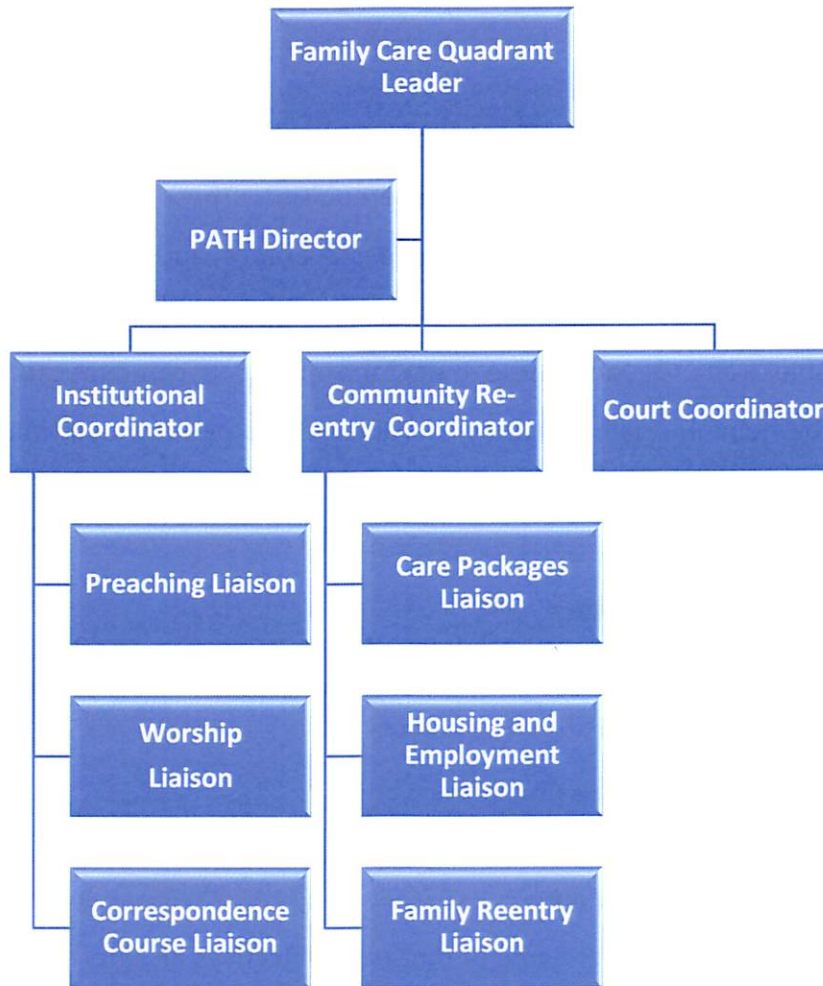 Family Care Quadrant
Leader
PATH Director
Institutional
Coordinator
Community Re-
entry Coordinator
Court Coordinator
Preaching Liaison
Care Packages
Liaison
Worship
Liaison
Housing and
Employment
Liaison
Correspondence
Course Liaison
Family Reentry
Liaison